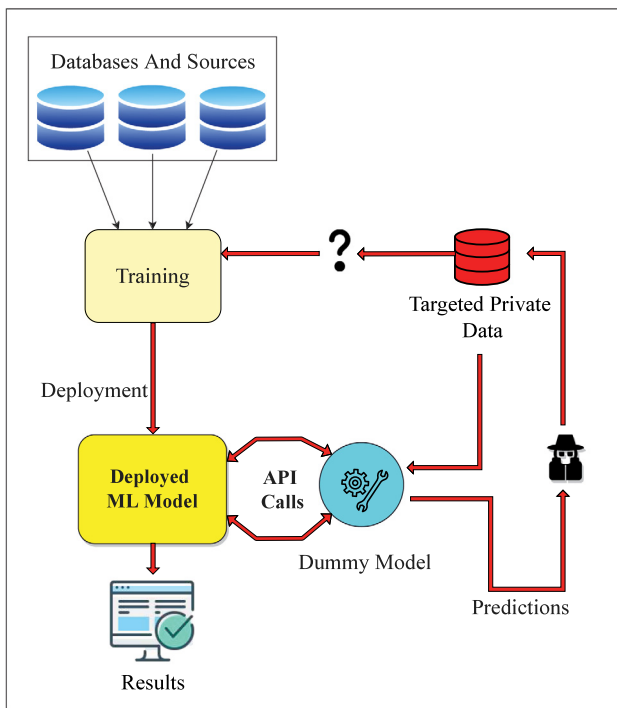 Databases And Sources
?
Training
Targeted Private
Data
Deployment
Deployed
ML Model
API
Calls
Dummy Model
Predictions
Results